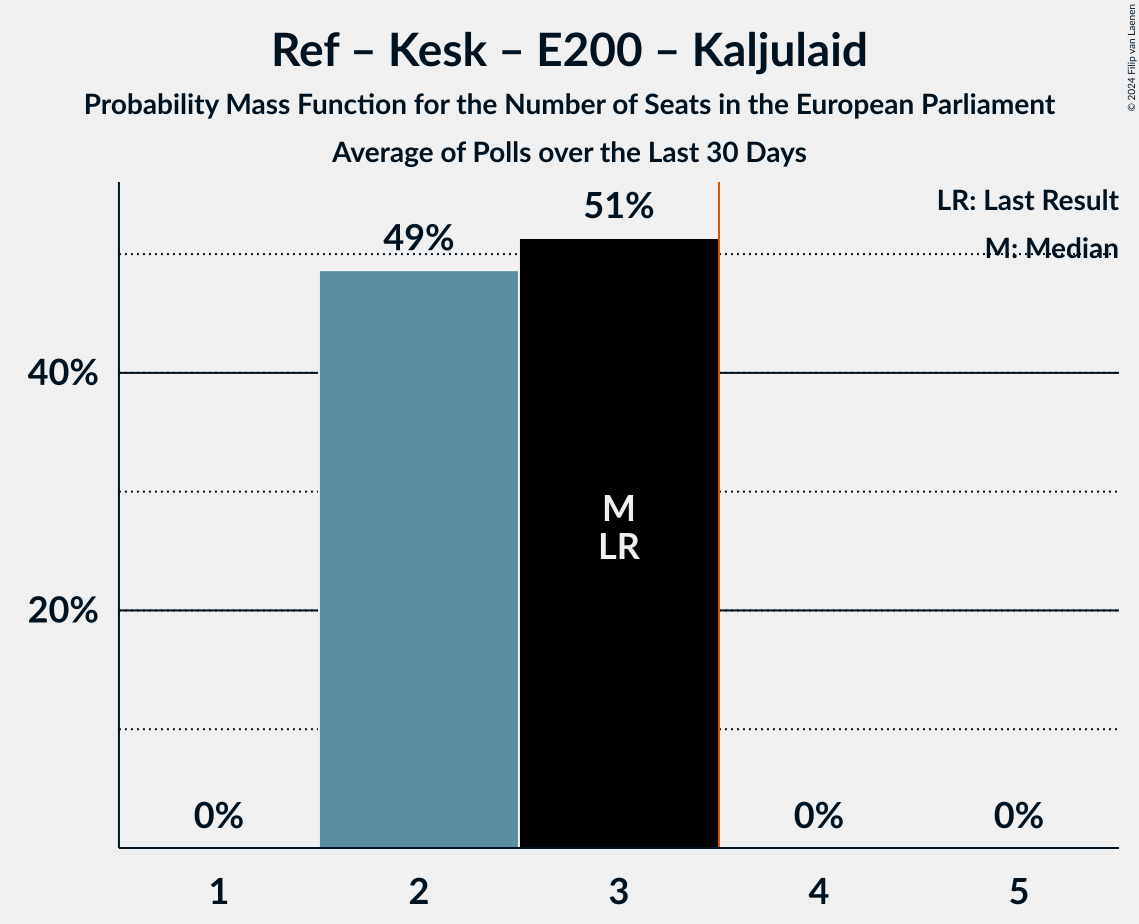 Ref – Kesk – E200 – Kaljulaid
Probability Mass Function for the Number of Seats in the European Parliament
Average of Polls over the Last 30 Days
© 2024 Filip van Laenen
LR: Last Result
M: Median
49%
51%
40%
20%
M
LR
0%
0%
0%
1
2
3
4
5